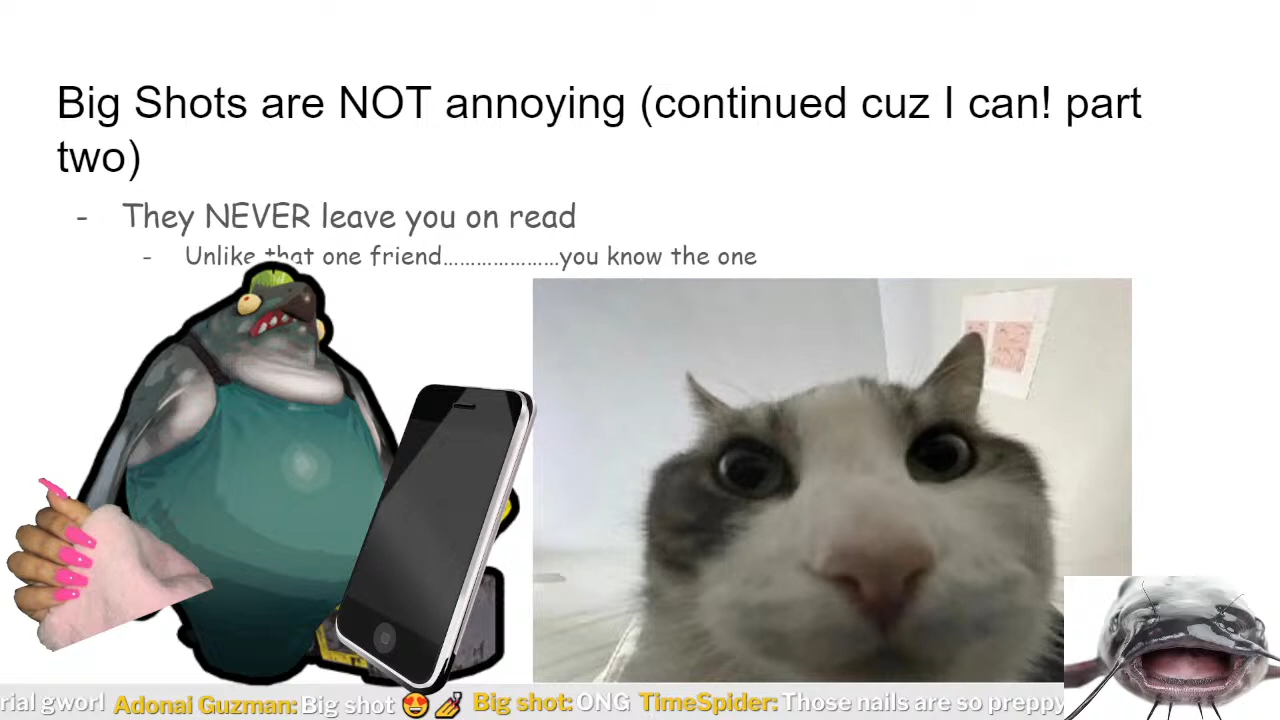 Big Shots are NOT annoying (continued cuz I can! part
two)
- They NEVER leave you on read
- Unlike that one friend…………………you know the one
rial gworl Adonai Guzman: Big shot 😍 💅 Big shot: ONG TimeSpider: Those nails are so preppy